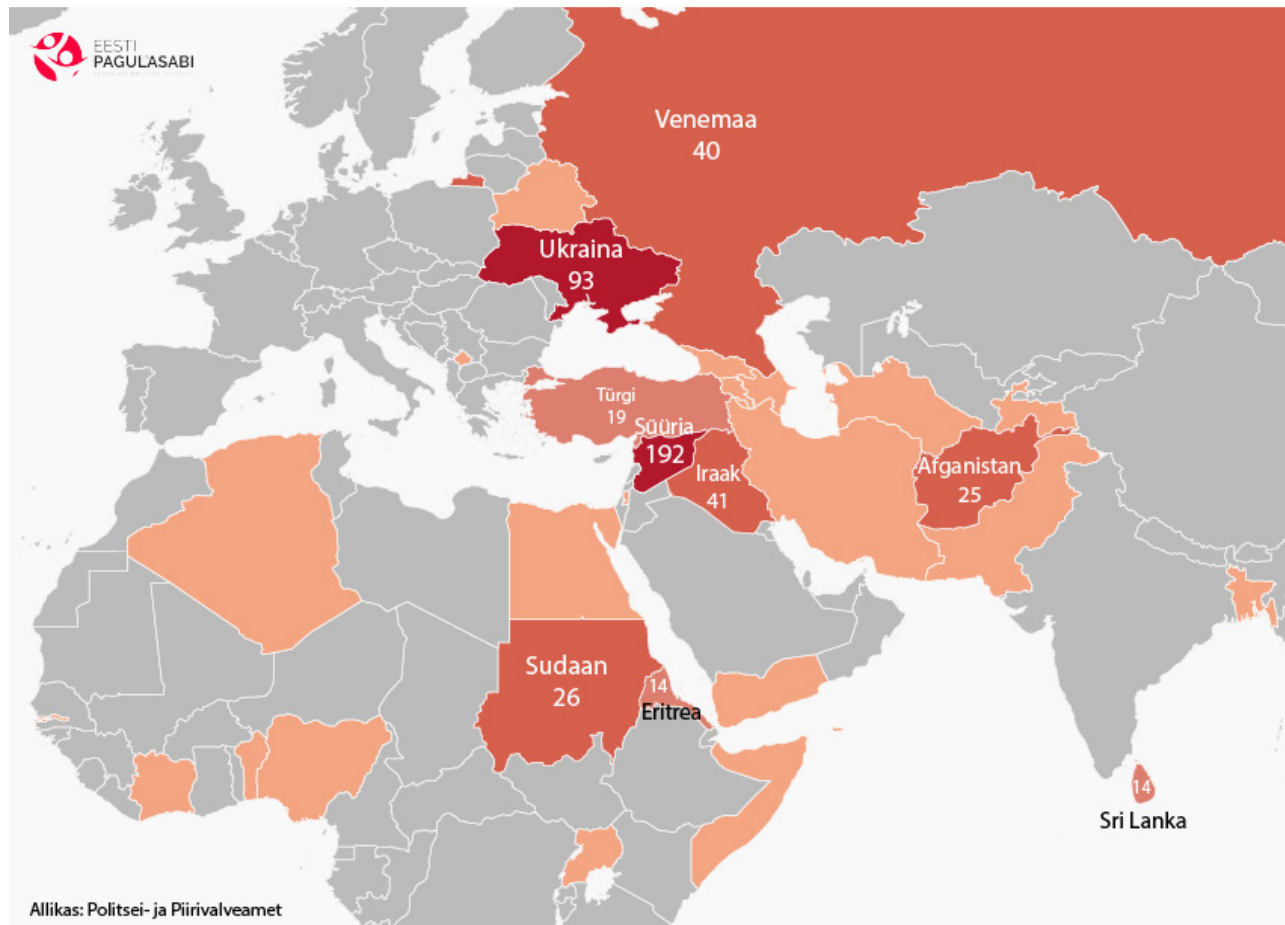 EESTI
PAGULASABI
Venemaa
40
Ukraina
93
Türgi
19
Süüria
192
Iraak
41
Afganistan
25
Sudaan
26
14
Eritrea
14
Sri Lanka
Allikas: Politsei- ja Piirivalveamet